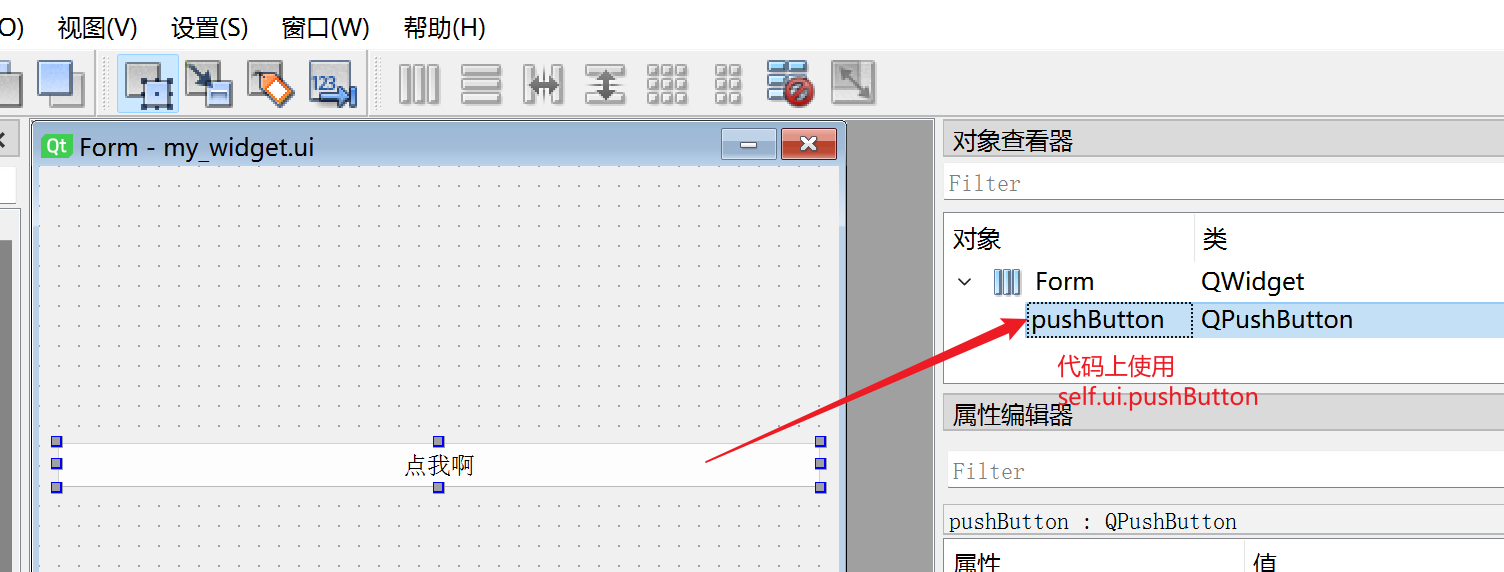 O) 视图(V) 设置(S) 窗口(W) 帮助(H)
123
Qt Form - my_widget.ui
对象查看器
Filter
对象 类
Form QWidget
pushButton QPushButton
代码上使用
self.ui.pushButton
属性编辑器
点我啊
Filter
pushButton : QPushButton
属性 值